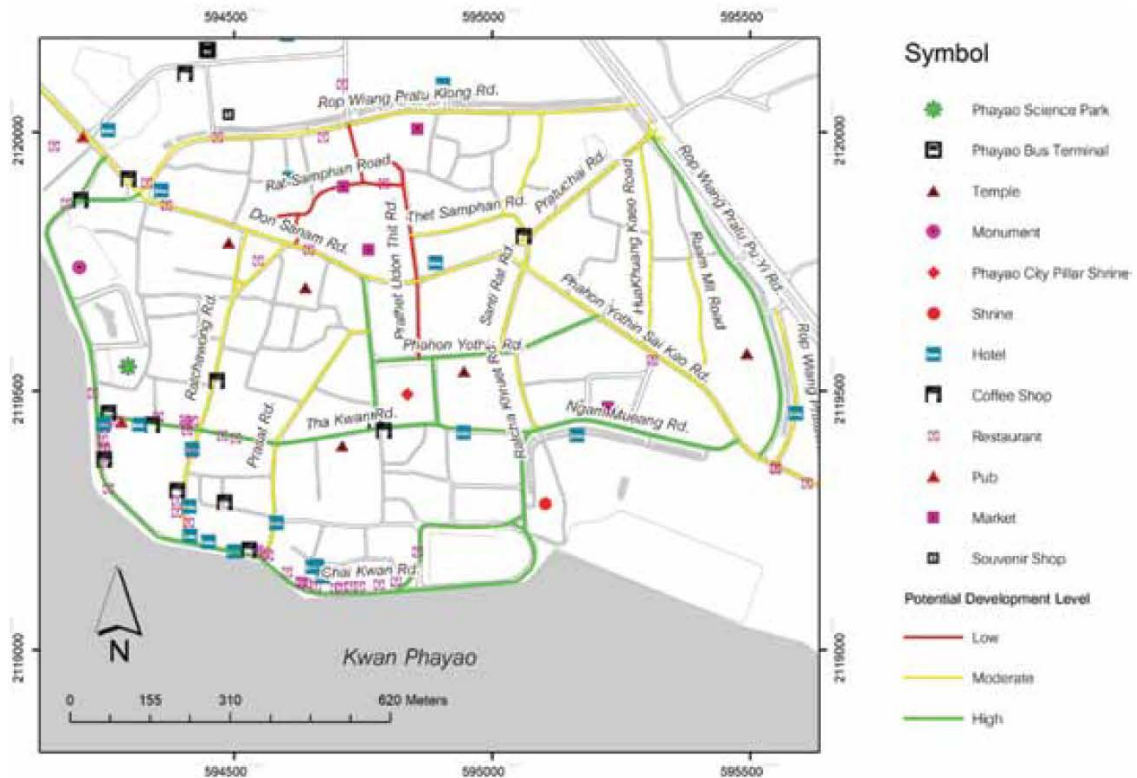 594500
595000
595500
2120000
2119500
2119000
2120000
2119500
2119000
594500
595000
595500
Rop Wiang Pratu Klong Rd.
Rat-Samphan Road
Don Sanam Rd.
Prathet Udon Thit Rd.
Thet Samphan Rd.
Pratuchai Rd.
HuaKhuang Kaeo Road
Ruam Mit Road
Rop Wiang Pratu Pu Yi Rd.
Rop Wiang
Santi Rat Rd.
Phahon Yothin Sai Kao Rd.
Phahon Yothin Rd.
Ratchawong Rd.
Prasat Rd.
Tha Kwan Rd.
Ngam Mueang Rd.
Chai Kwan Rd.
Kwan Phayao
N
0 155 310 620 Meters
Symbol
Phayao Science Park
Phayao Bus Terminal
Temple
Monument
Phayao City Pillar Shrine
Shrine
Hotel
Coffee Shop
Restaurant
Pub
Market
Souvenir Shop
Potential Development Level
Low
Moderate
High